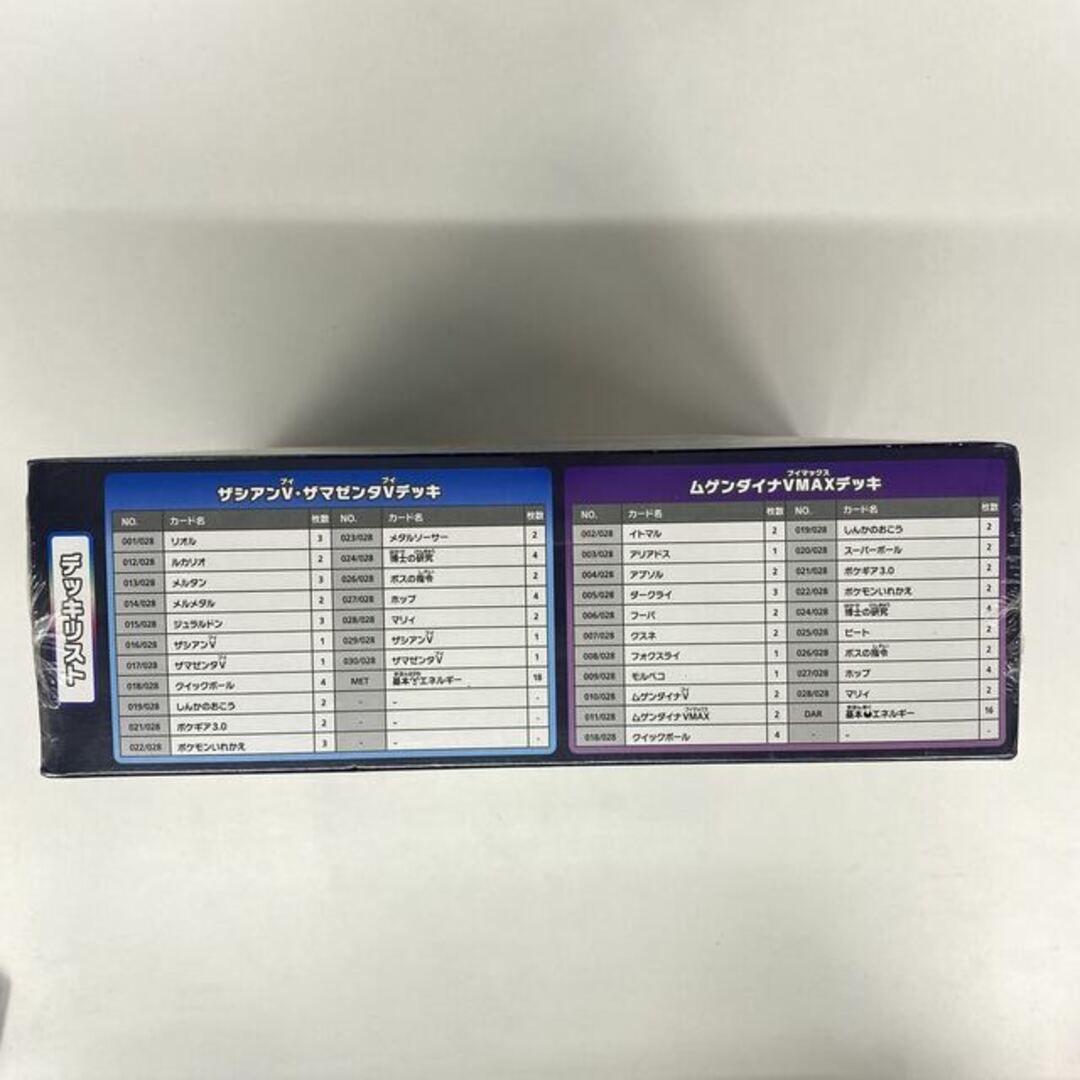 デッキリスト
ザシアンV・ザマゼンタVデッキ
ブイ ブイ
NO. カード名 枚数 NO. カード名 枚数
001/028 リオル 3 023/028 メタルソーサー 2
012/028 ルカリオ 2 024/028 博士の研究 4
013/028 メルタン 3 026/028 ボスの指令 2
014/028 メルメタル 2 027/028 ホップ 4
015/028 ジュラルドン 3 028/028 マリィ 2
016/028 ザシアンV 1 029/028 ザシアンV 1
017/028 ザマゼンタV 1 030/028 ザマゼンタV 1
018/028 クイックボール 4 MET 基本エネルギー 18
019/028 しんかのおこう 2 - - -
021/028 ポケギア3.0 2 - - -
022/028 ポケモンいれかえ 3 - - -
ブイマックス
ムゲンダイナVMAXデッキ
NO. カード名 枚数 NO. カード名 枚数
002/028 イトマル 2 019/028 しんかのおこう 2
003/028 アリアドス 1 020/028 スーパーボール 2
004/028 アブソル 2 021/028 ポケギア3.0 2
005/028 ダークライ 3 022/028 ポケモンいれかえ 2
006/028 フーパ 2 024/028 博士の研究 4
007/028 クスネ 2 025/028 ビート 2
008/028 フォクスライ 1 026/028 ボスの指令 2
009/028 モルペコ 1 027/028 ホップ 4
010/028 ムゲンダイナV 2 028/028 マリィ 2
011/028 ムゲンダイナVMAX 2 DAR 基本エネルギー 16
018/028 クイックボール 4 - - -